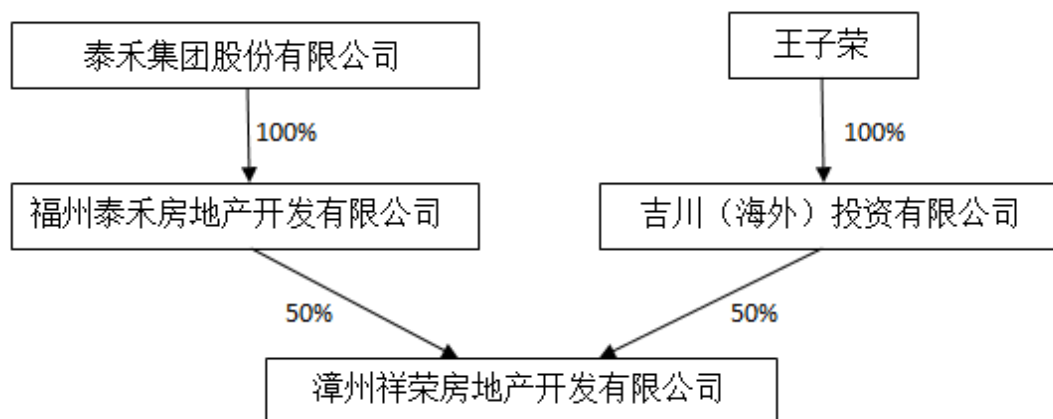 泰禾集团股份有限公司
王子荣
100%
100%
福州泰禾房地产开发有限公司
吉川（海外）投资有限公司
50%
50%
漳州祥荣房地产开发有限公司